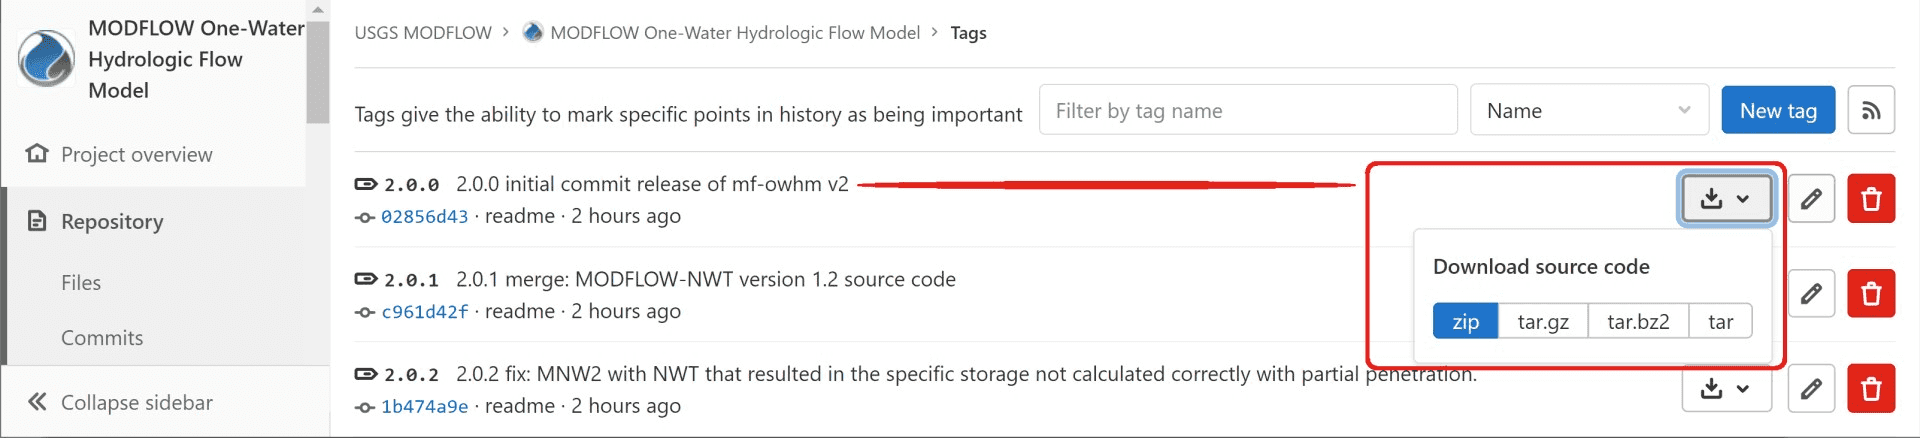 MODFLOW One-Water
Hydrologic Flow
Model
Project overview
Repository
Files
Commits
Collapse sidebar
USGS MODFLOW > MODFLOW One-Water Hydrologic Flow Model > Tags
Tags give the ability to mark specific points in history as being important
Filter by tag name
Name
New tag
2.0.0 2.0.0 initial commit release of mf-owhm v2
02856d43 · readme · 2 hours ago
Download source code
zip tar.gz tar.bz2 tar
2.0.1 2.0.1 merge: MODFLOW-NWT version 1.2 source code
c961d42f · readme · 2 hours ago
2.0.2 2.0.2 fix: MNW2 with NWT that resulted in the specific storage not calculated correctly with partial penetration.
1b474a9e · readme · 2 hours ago